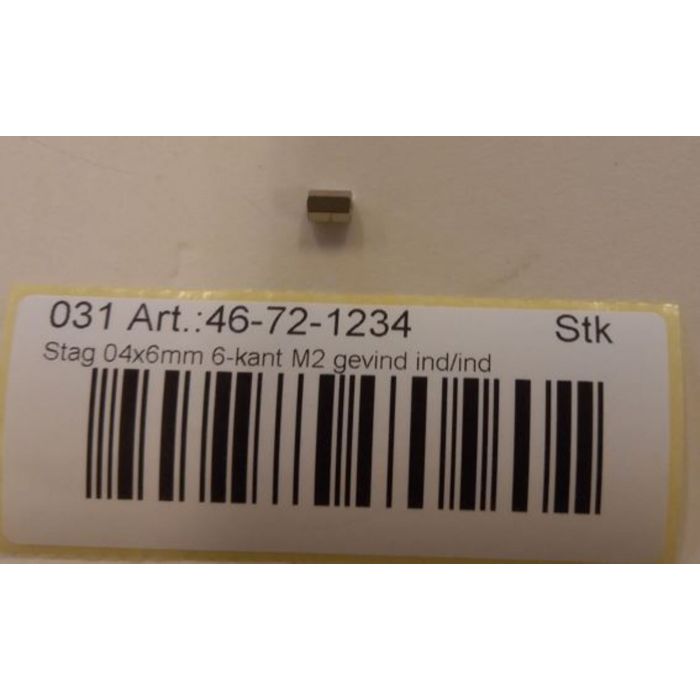 031 Art.:46-72-1234 Stk
Stag 04x6mm 6-kant M2 gevind ind/ind